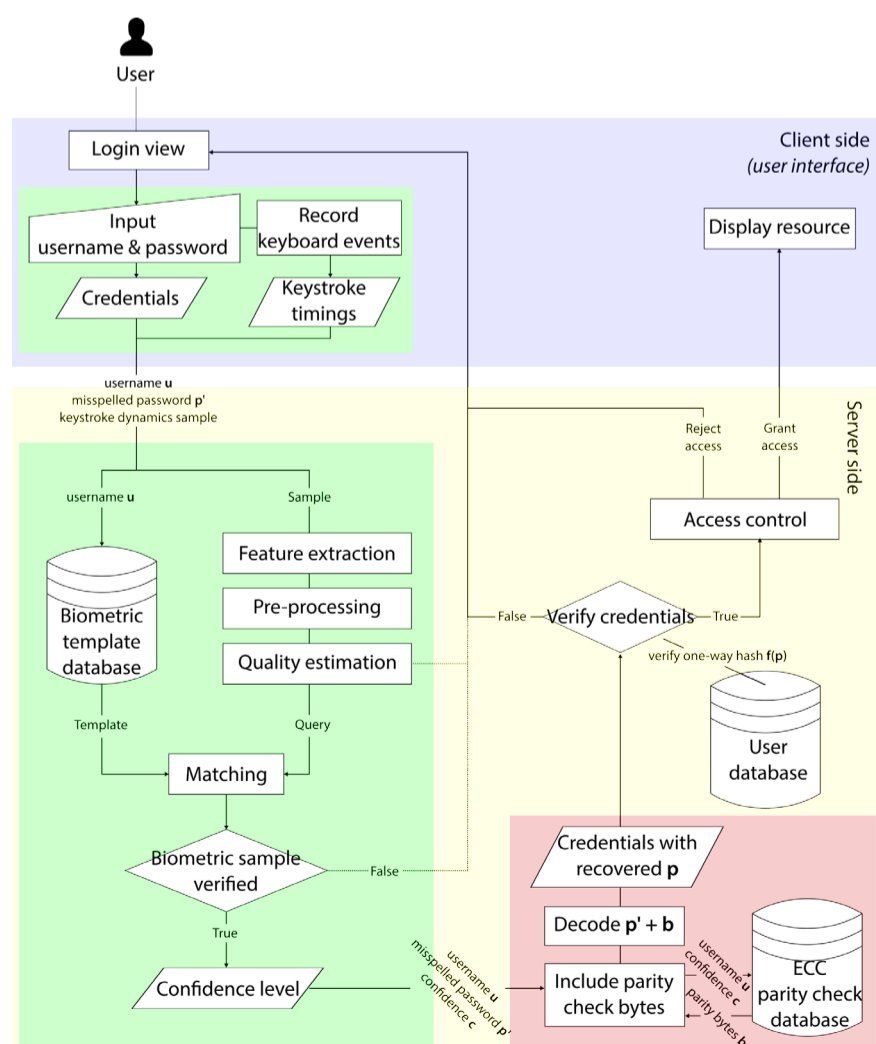 User
Login view
Client side
(user interface)
Input
username & password
Record
keyboard events
Display resource
Credentials
Keystroke
timings
username u
misspelled password p'
keystroke dynamics sample
Server side
Reject
access
Grant
access
username u
Sample
Access control
Feature extraction
Biometric
template
database
Pre-processing
False
Verify credentials
True
Quality estimation
verify one-way hash f(p)
Template
Query
User
database
Matching
Biometric sample
verified
False
Credentials with
recovered p
True
Decode p' + b
Confidence level
username u
misspelled password p'
confidence c
Include parity
check bytes
username u
confidence c
parity bytes b
ECC
parity check
database